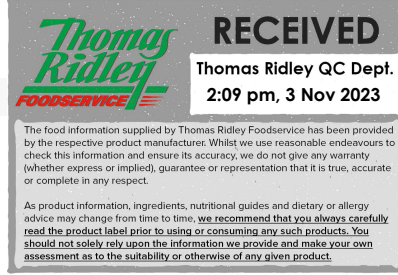 Thomas
Ridley
FOODSERVICE
RECEIVED
Thomas Ridley QC Dept.
2:09 pm, 3 Nov 2023
The food information supplied by Thomas Ridley Foodservice has been provided
by the respective product manufacturer. Whilst we use reasonable endeavours to
check this information and ensure its accuracy, we do not give any warranty
(whether express or implied), guarantee or representation that it is true, accurate
or complete in any respect.
As product information, ingredients, nutritional guides and dietary or allergy
advice may change from time to time, we recommend that you always carefully
read the product label prior to using or consuming any such products. You
should not solely rely upon the information we provide and make your own
assessment as to the suitability or otherwise of any given product.